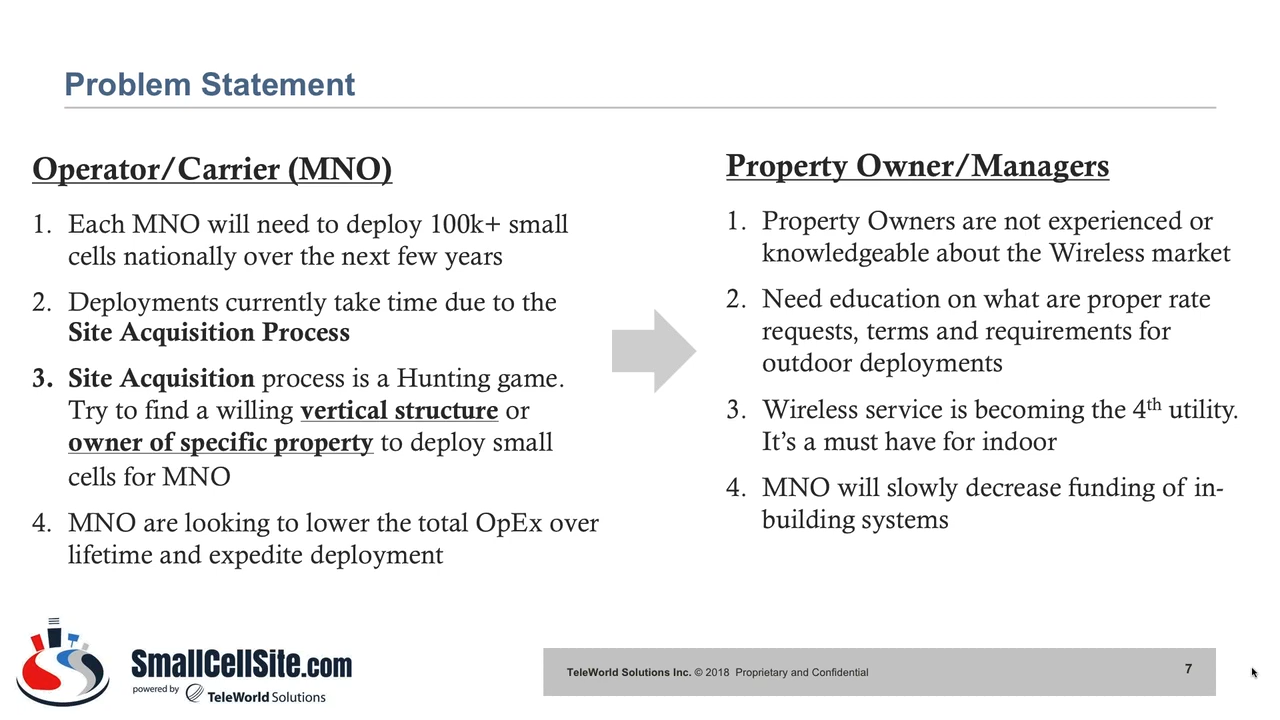 Problem Statement
Operator/Carrier (MNO)
1. Each MNO will need to deploy 100k+ small
cells nationally over the next few years
2. Deployments currently take time due to the
Site Acquisition Process
3. Site Acquisition process is a Hunting game.
Try to find a willing vertical structure or
owner of specific property to deploy small
cells for MNO
4. MNO are looking to lower the total OpEx over
lifetime and expedite deployment
Property Owner/Managers
1. Property Owners are not experienced or
knowledgeable about the Wireless market
2. Need education on what are proper rate
requests, terms and requirements for
outdoor deployments
3. Wireless service is becoming the 4th utility.
It’s a must have for indoor
4. MNO will slowly decrease funding of in-
building systems
SmallCellSite.com
powered by TeleWorld Solutions
TeleWorld Solutions Inc. © 2018 Proprietary and Confidential
7